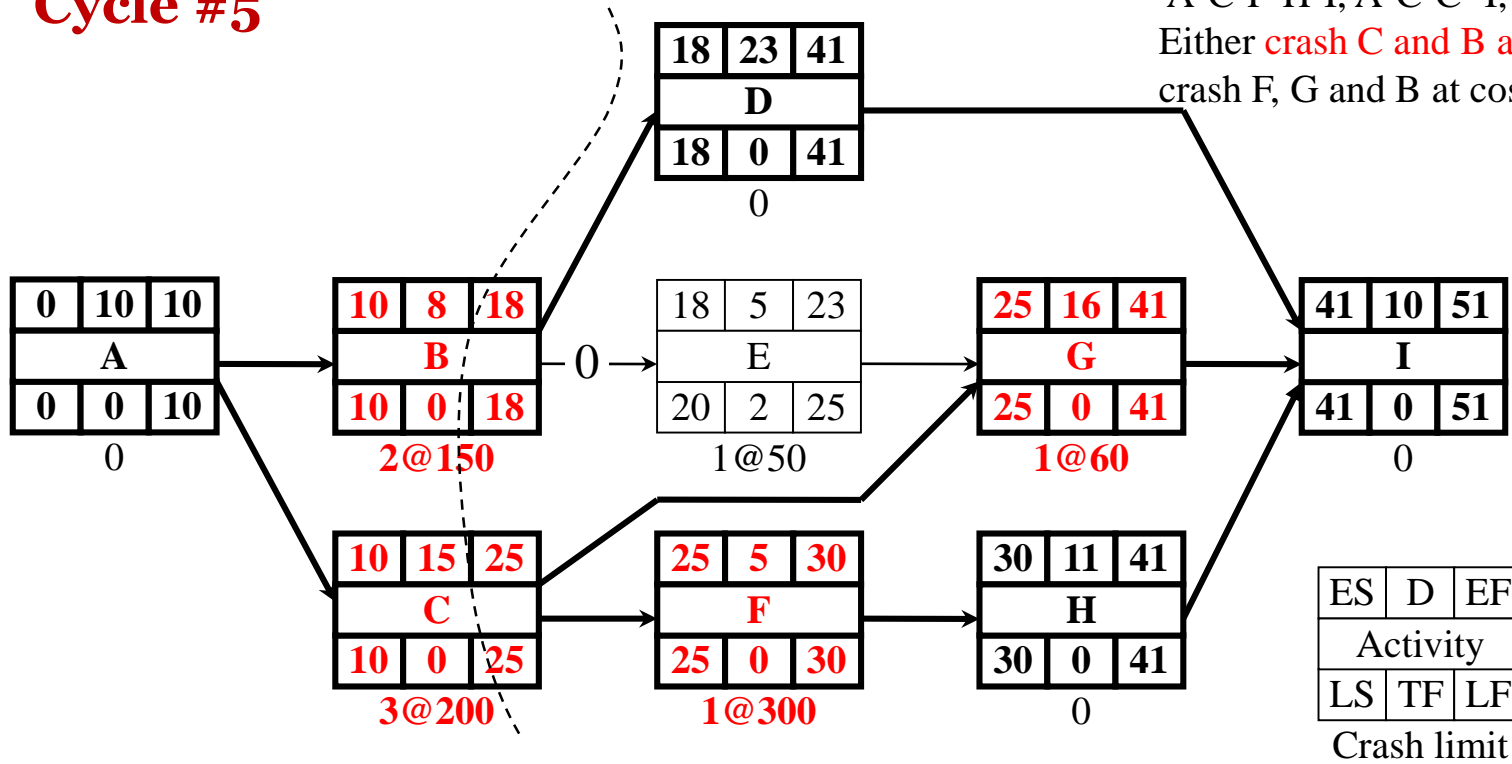 Cycle #5
A-C-F-H-I, A-C-G-I,
Either crash C and B a
crash F, G and B at cos
18 23 41
D
18 0 41
0
0 10 10
A
0 0 10
0
10 8 18
B
10 0 18
2@150
0
18 5 23
E
20 2 25
1@50
25 16 41
G
25 0 41
1@60
41 10 51
I
41 0 51
0
10 15 25
C
10 0 25
3@200
25 5 30
F
25 0 30
1@300
30 11 41
H
30 0 41
0
ES D EF
Activity
LS TF LF
Crash limit